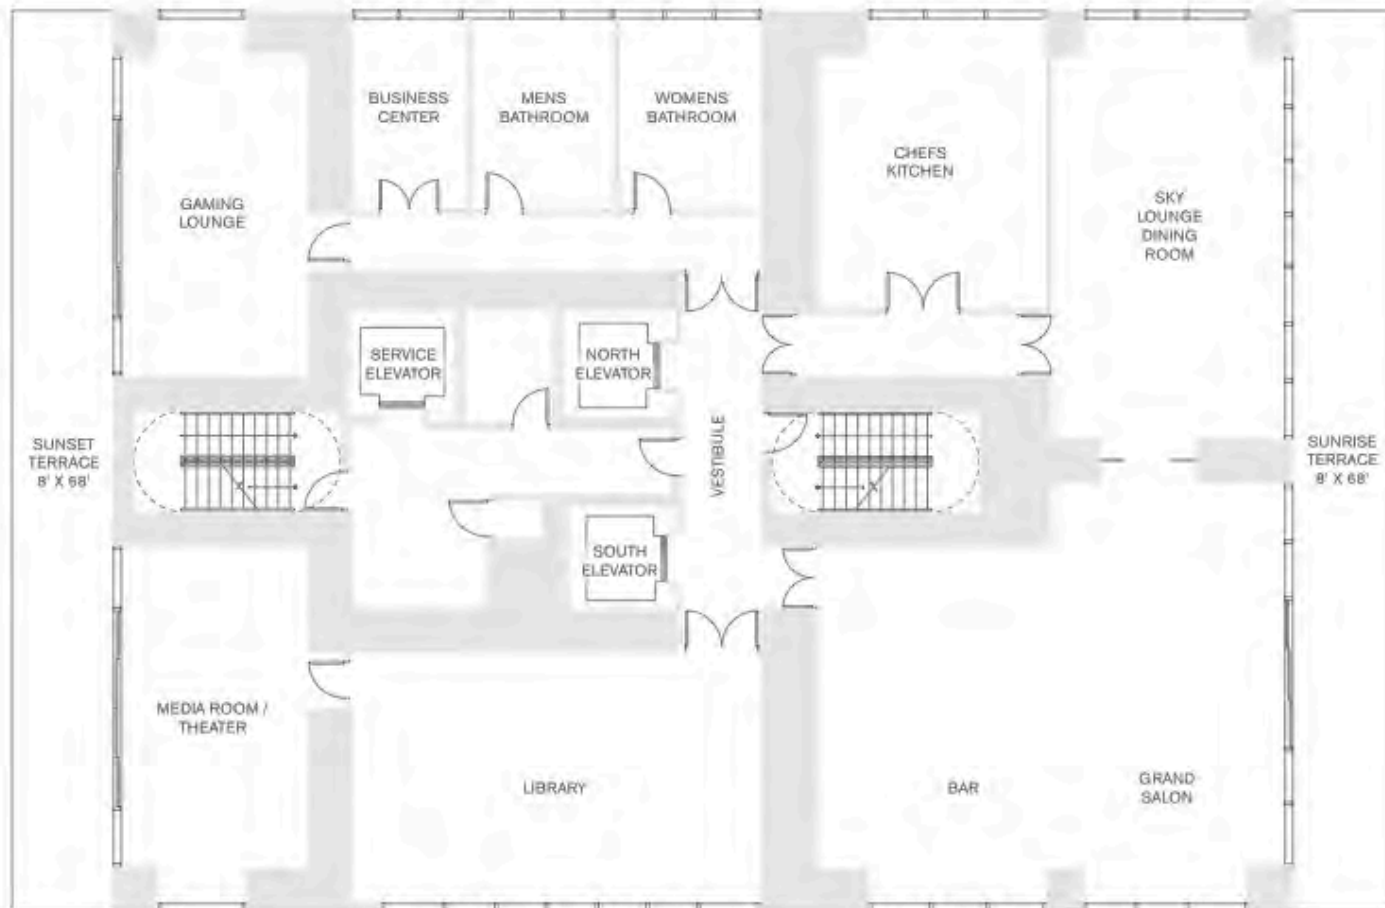 BUSINESS
CENTER
MENS
BATHROOM
WOMENS
BATHROOM
CHEFS
KITCHEN
GAMING
LOUNGE
SKY
LOUNGE
DINING
ROOM
SERVICE
ELEVATOR
NORTH
ELEVATOR
VESTIBULE
SUNSET
TERRACE
8' X 68'
SUNRISE
TERRACE
8' X 68'
SOUTH
ELEVATOR
MEDIA ROOM /
THEATER
LIBRARY
BAR
GRAND
SALON